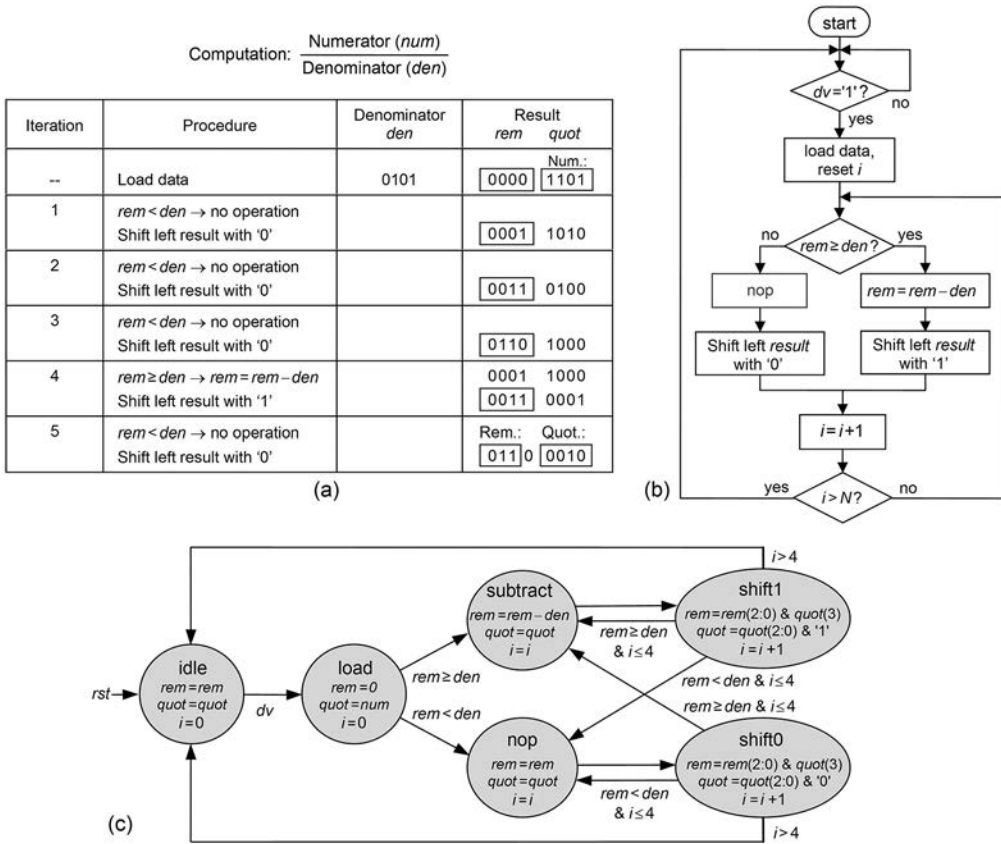 Computation: Numerator (num)
Denominator (den)
Iteration Procedure Denominator den Result rem quot
-- Load data 0101 0000 Num.: 1101
1 rem < den → no operation
Shift left result with ‘0’ 0001 1010
2 rem < den → no operation
Shift left result with ‘0’ 0011 0100
3 rem < den → no operation
Shift left result with ‘0’ 0110 1000
4 rem ≥ den → rem = rem – den 0001 1000
Shift left result with ‘1’ 0011 0001
5 rem < den → no operation Rem.: Quot.:
Shift left result with ‘0’ 0110 0010
(a)
start
dv = '1' ?
no
yes
load data,
reset i
no
rem ≥ den ?
yes
nop
rem = rem – den
Shift left result
with ‘0’
Shift left result
with ‘1’
i = i+1
yes
i > N?
no
(b)
i > 4
subtract
rem = rem – den
quot = quot
i = i
shift1
rem = rem(2:0) & quot(3)
quot = quot(2:0) & '1'
i = i +1
rem ≥ den
& i ≤ 4
rst
idle
rem = rem
quot = quot
i = 0
dv
load
rem = 0
quot = num
i = 0
rem ≥ den
rem < den
rem < den & i ≤ 4
rem ≥ den & i ≤ 4
nop
rem = rem
quot = quot
i = i
shift0
rem = rem(2:0) & quot(3)
quot = quot(2:0) & '0'
i = i +1
rem < den
& i ≤ 4
i > 4
(c)